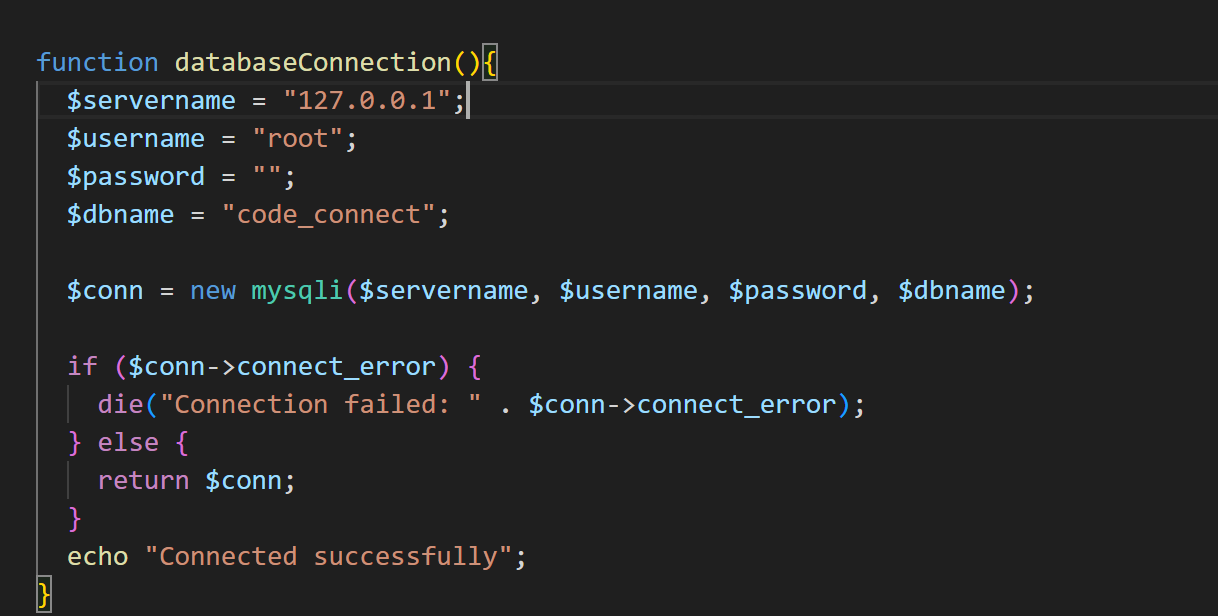 function databaseConnection(){
$servername = "127.0.0.1";
$username = "root";
$password = "";
$dbname = "code_connect";
$conn = new mysqli($servername, $username, $password, $dbname);
if ($conn->connect_error) {
die("Connection failed: " . $conn->connect_error);
} else {
return $conn;
}
echo "Connected successfully";
}